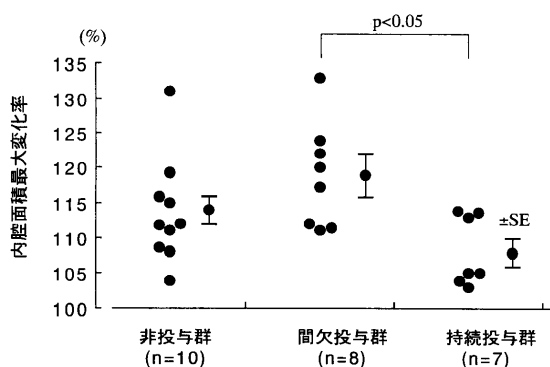 p<0.05
(%)
135
130
125
120
115
110
105
100
内腔面積最大変化率
±SE
非投与群
(n=10)
間欠投与群
(n=8)
持続投与群
(n=7)